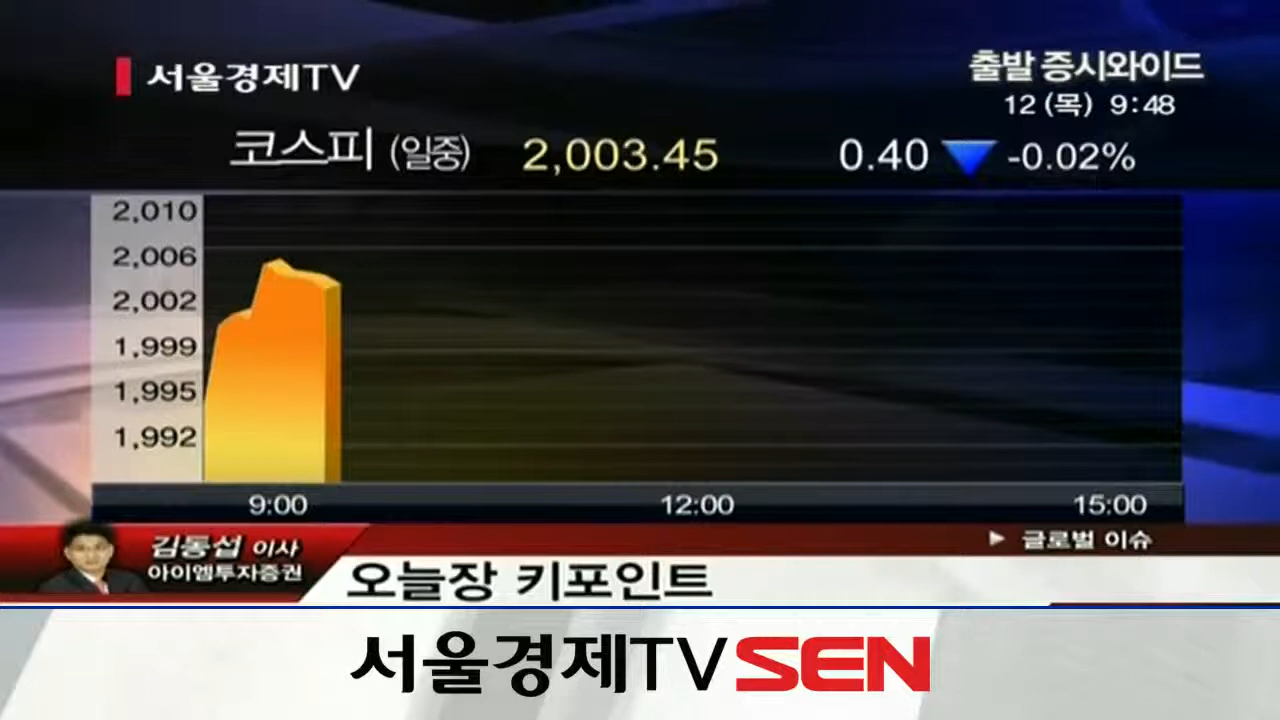 서울경제TV
출발 증시와이드
12 (목) 9:48
코스피 (일중) 2,003.45 0.40 ▼ -0.02%
2,010
2,006
2,002
1,999
1,995
1,992
9:00 12:00 15:00
김동섭 이사
아이엠투자증권
▶ 글로벌 이슈
오늘장 키포인트
서울경제TV SEN